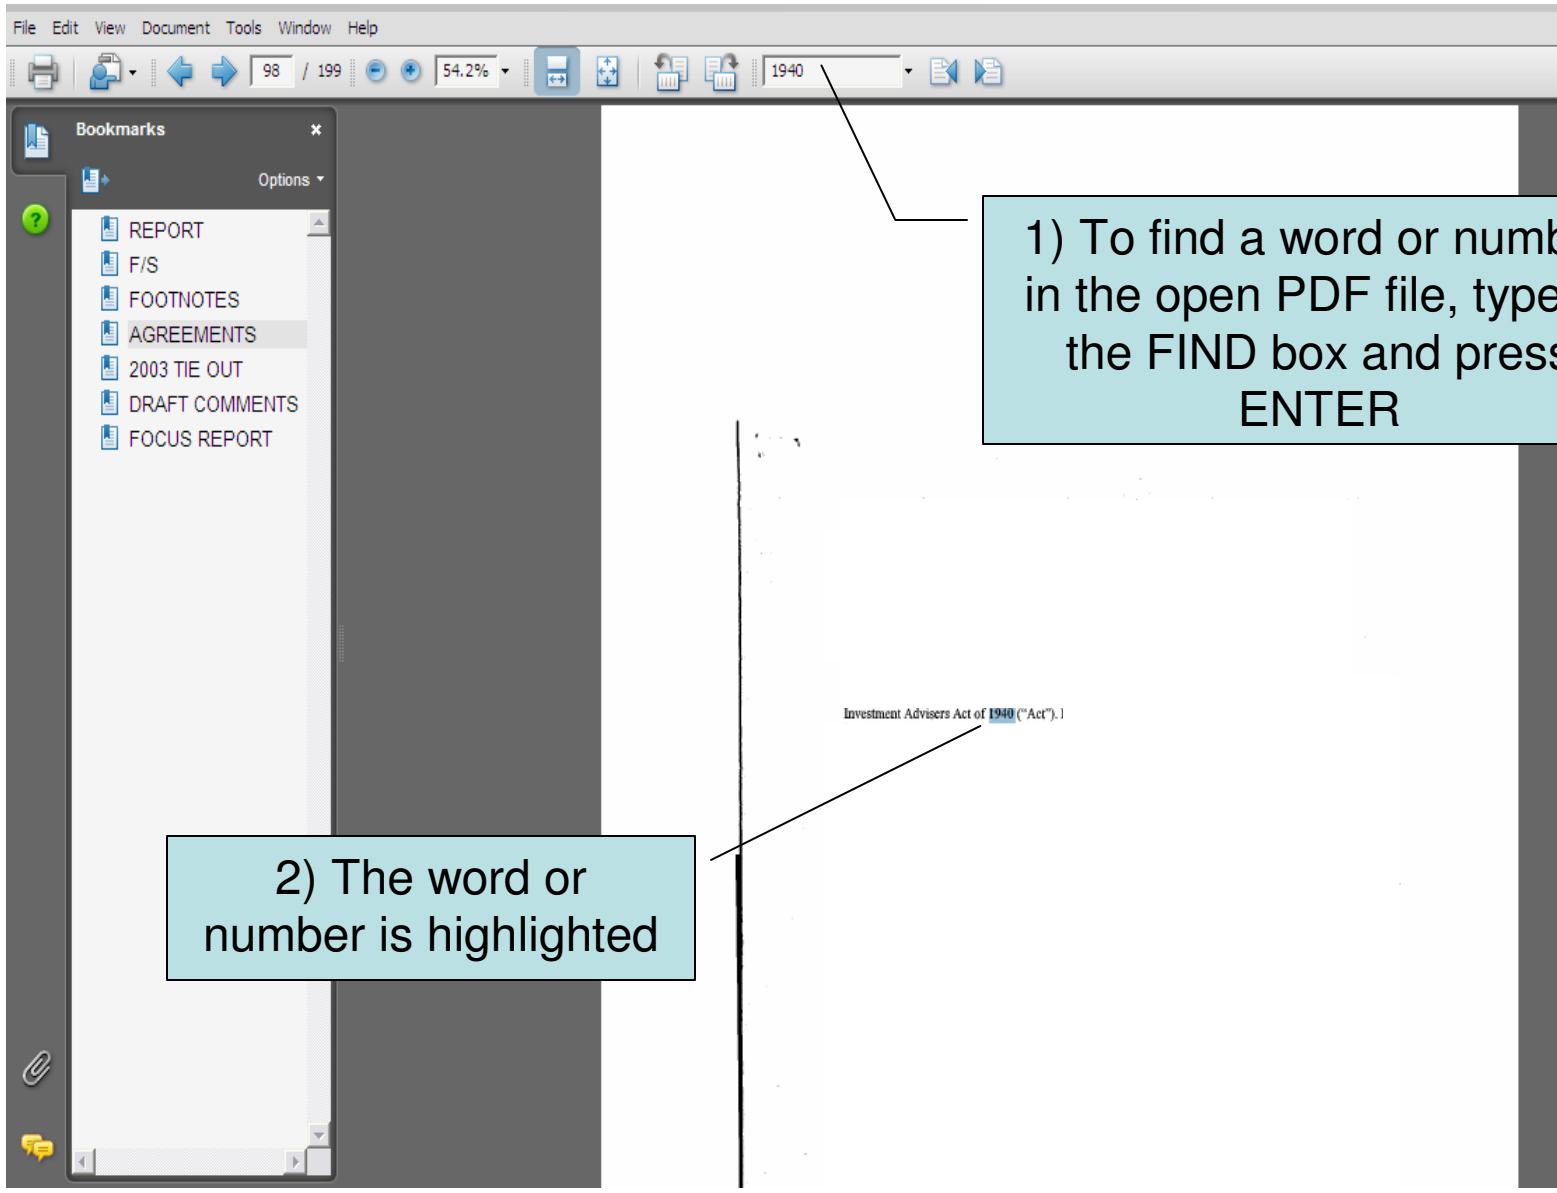 File Edit View Document Tools Window Help
98 / 199 54.2% 1940
Bookmarks
Options
REPORT
F/S
FOOTNOTES
AGREEMENTS
2003 TIE OUT
DRAFT COMMENTS
FOCUS REPORT
1) To find a word or numb
in the open PDF file, type
the FIND box and press
ENTER
Investment Advisers Act of 1940 ("Act").
2) The word or
number is highlighted